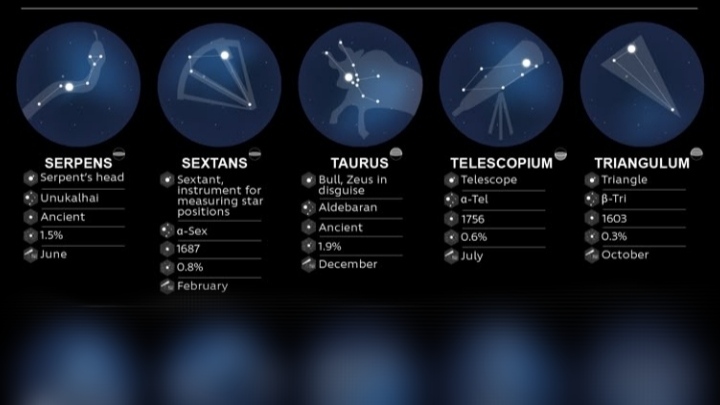 SERPENS
Serpent's head
Unukalhai
Ancient
1.5%
June
SEXTANS
Sextant,
instrument for
measuring star
positions
α-Sex
1687
0.8%
February
TAURUS
Bull, Zeus in
disguise
Aldebaran
Ancient
1.9%
December
TELESCOPIUM
Telescope
α-Tel
1756
0.6%
July
TRIANGULUM
Triangle
β-Tri
1603
0.3%
October